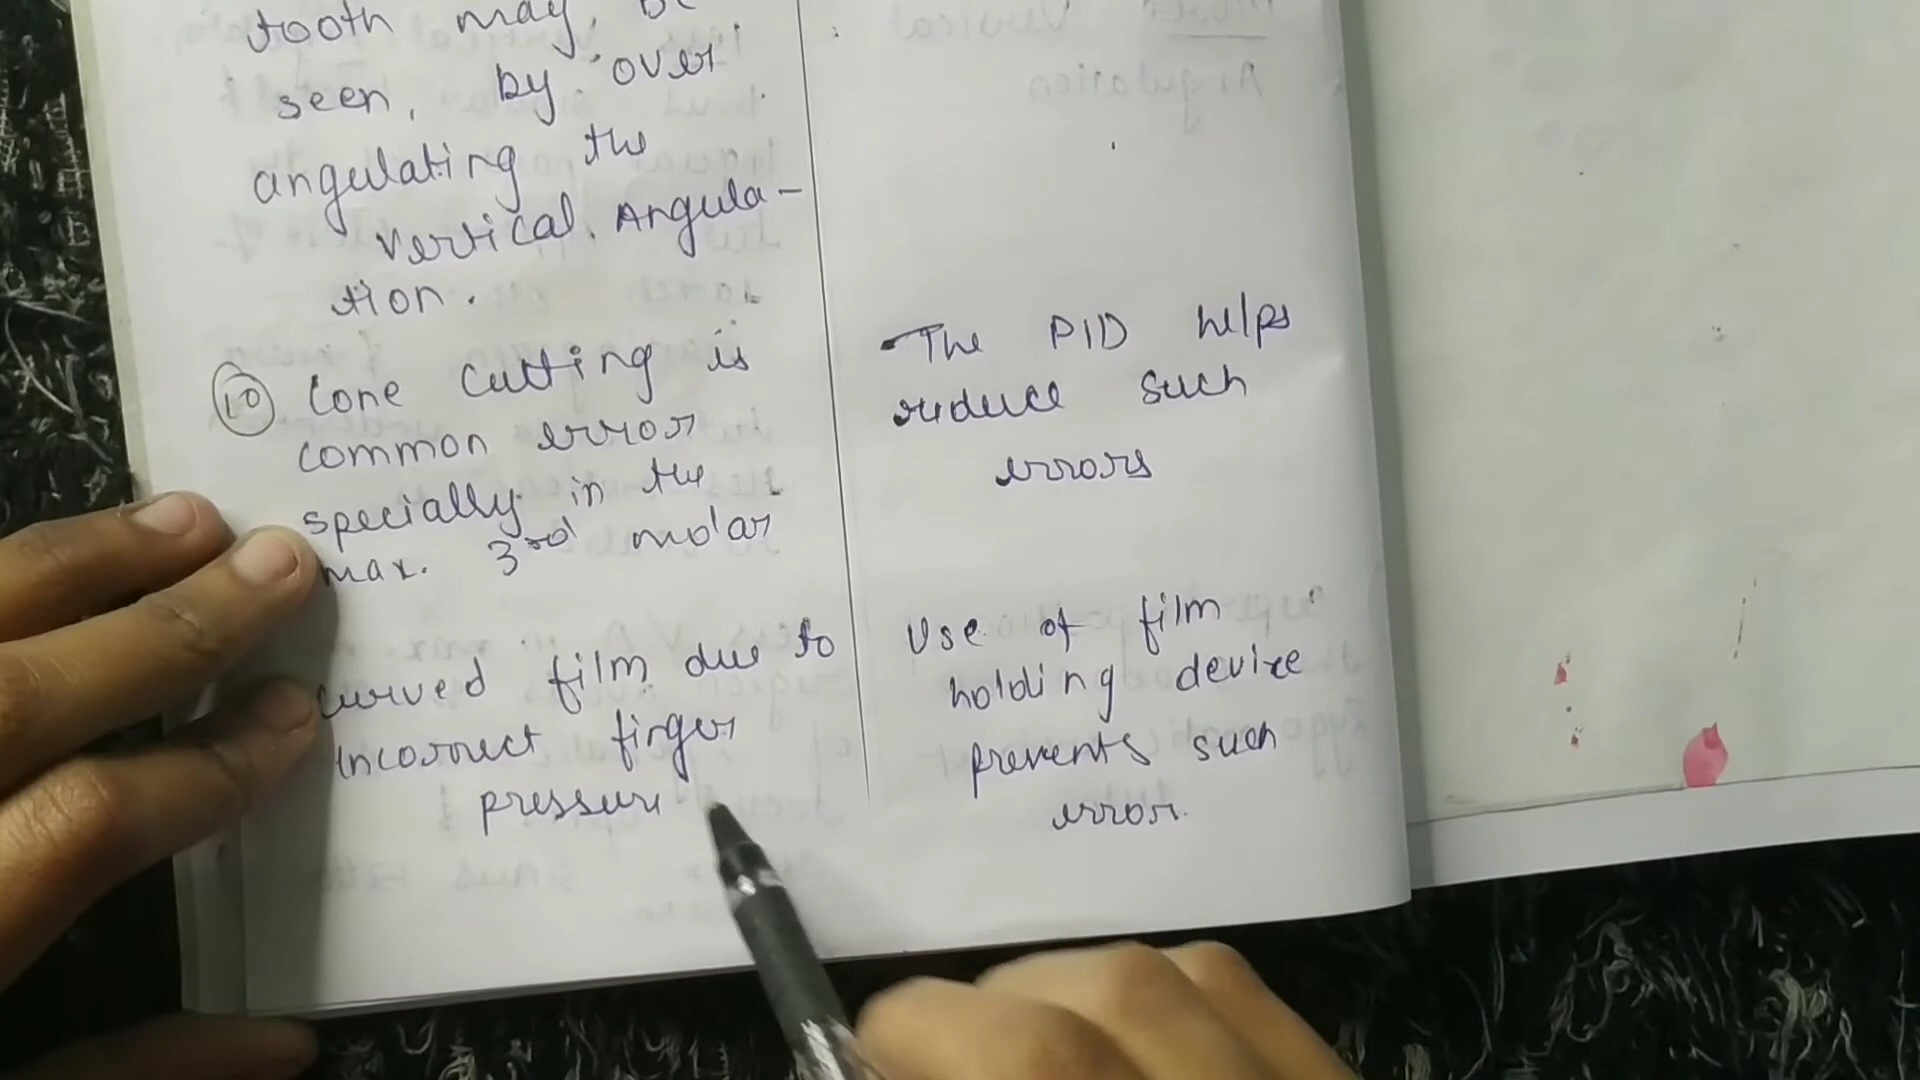 tooth may be
seen, by over
angulating the
vertical Angula-
tion.
10 Cone Cutting is
common error
specially in the
max. 3rd molar
curved film due to
incorrect finger
pressure
- The PID helps
reduce such
errors
Use of film
holding device
prevents such
error.